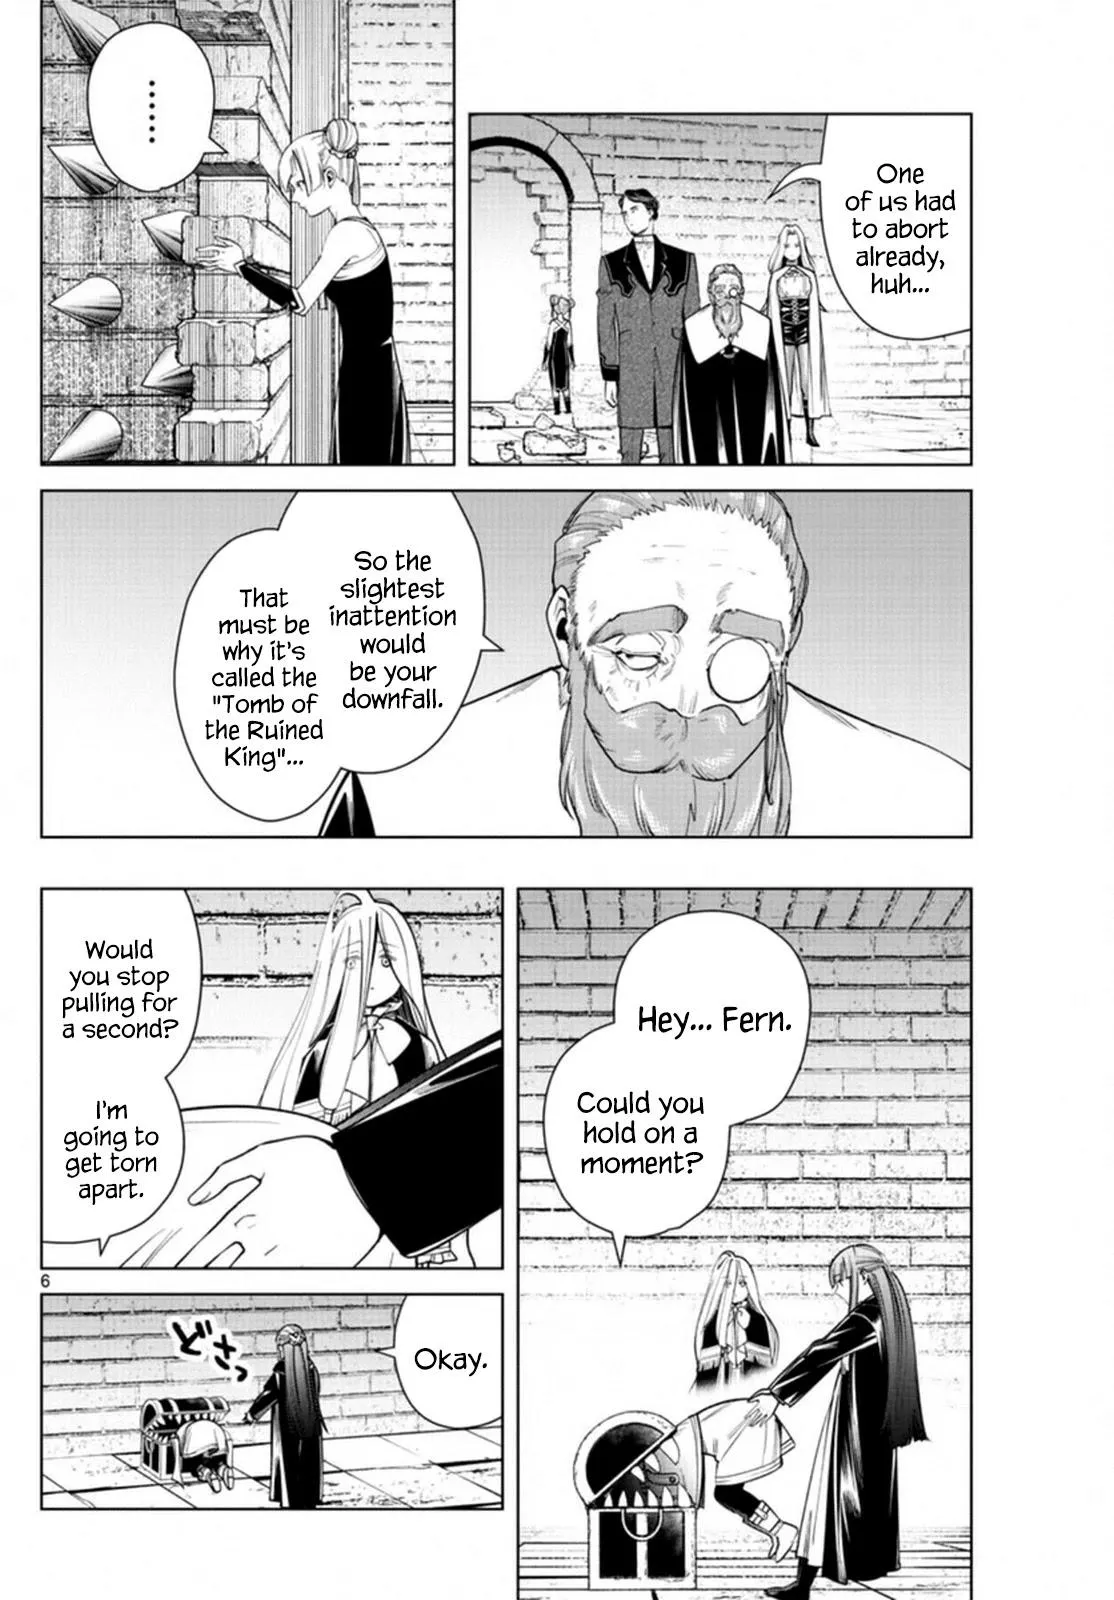 One
of us had
to abort
already,
huh...
........
So the
slightest
inattention
would
be your
downfall.
That
must be
why it's
called the
"Tomb of
the Ruined
King"...
Hey... Fern.
Could you
hold on a
moment?
Would
you stop
pulling for
a second?
I'm
going to
get torn
apart.
6
Okay.
どさっ